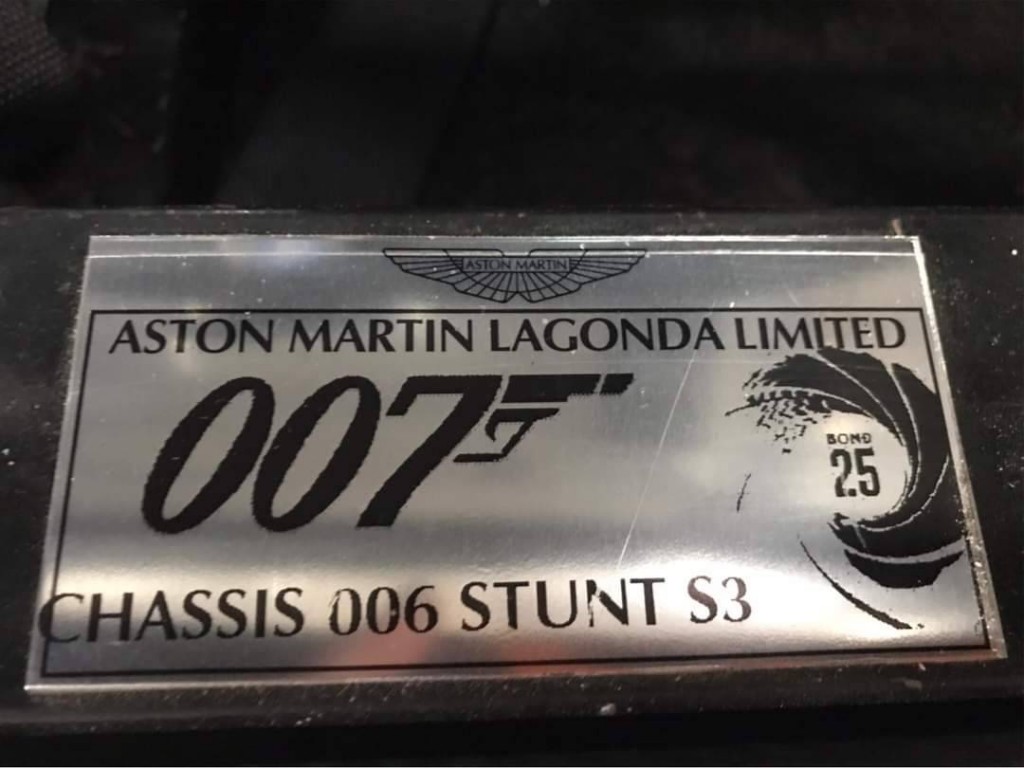 ASTON MARTIN
ASTON MARTIN LAGONDA LIMITED
007
BOND
25
CHASSIS 006 STUNT S3